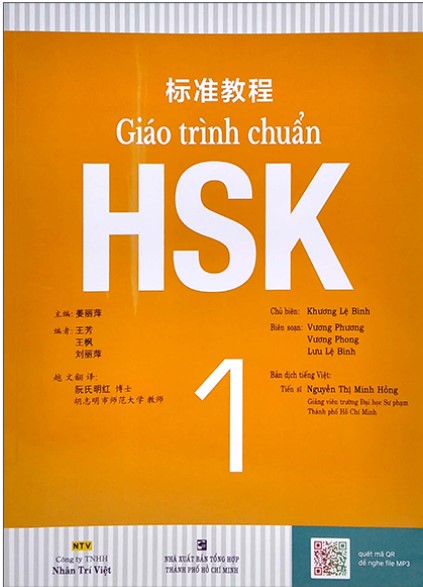 标准教程
Giáo trình chuẩn
HSK
1
主编: 姜丽萍
编者: 王芳
王枫
刘丽萍
越文翻译:
阮氏明红 博士
胡志明市师范大学 教师
Chủ biên: Khương Lệ Bình
Biên soạn: Vương Phương
Vương Phong
Lưu Lệ Bình
Bản dịch tiếng Việt:
Tiến sĩ Nguyễn Thị Minh Hồng
Giảng viên trường Đại học Sư phạm
Thành phố Hồ Chí Minh
NTV
Công ty TNHH
Nhân Trí Việt
NHÀ XUẤT BẢN TỔNG HỢP
THÀNH PHỐ HỒ CHÍ MINH
quét mã QR
để nghe file MP3